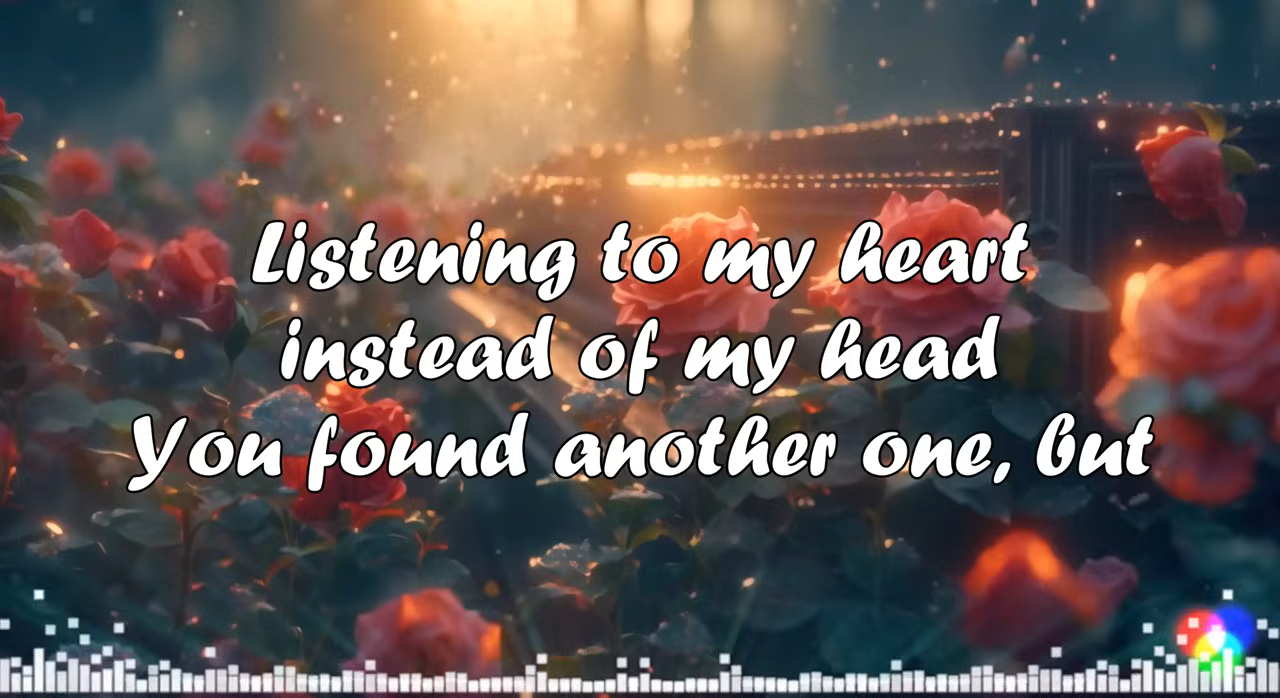 Listening to my heart
instead of my head
You found another one, but